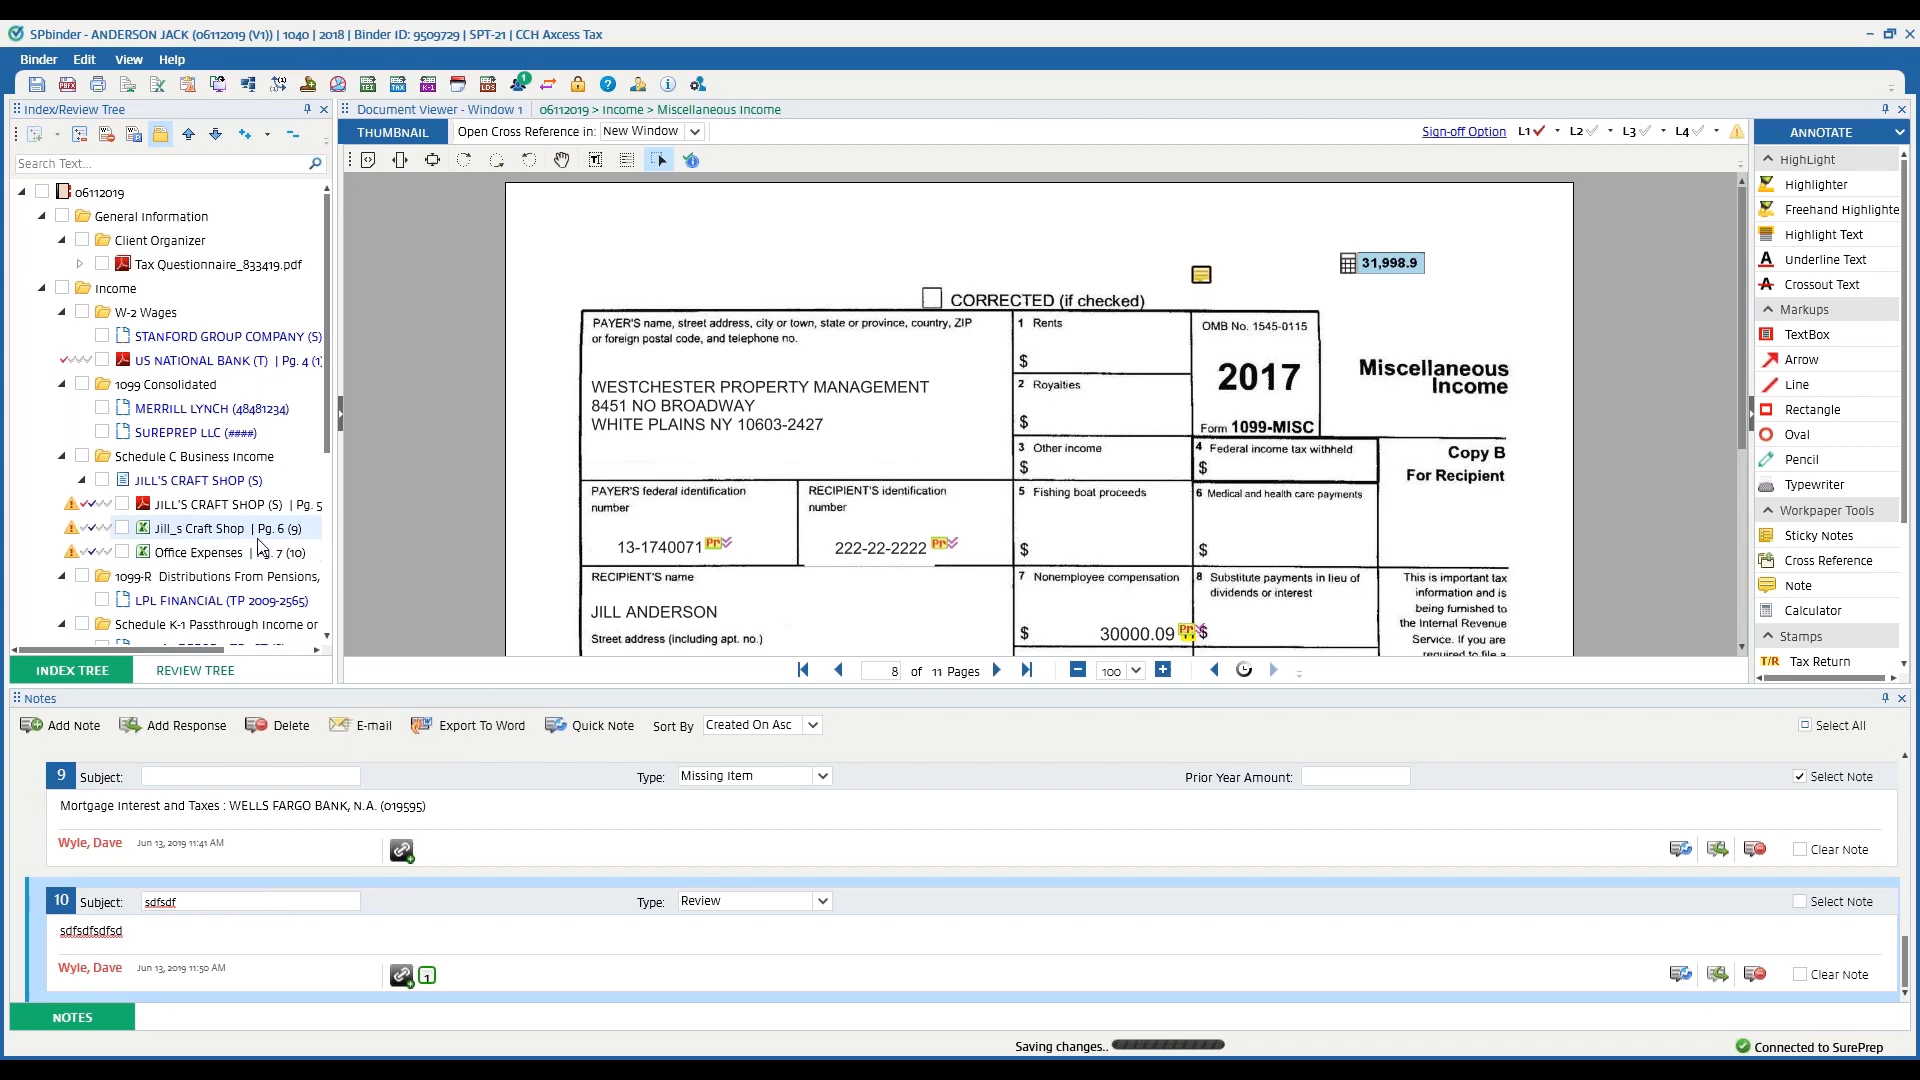 SPbinder - ANDERSON JACK (06112019 (V1)) | 1040 | 2018 | Binder ID: 9509729 | SPT-21 | CCH Axcess Tax
Binder Edit View Help
Index/Review Tree
Document Viewer - Window 1
06112019 > Income > Miscellaneous Income
THUMBNAIL
Open Cross Reference in: New Window
Sign-off Option L1 L2 L3 L4
ANNOTATE
Search Text...
06112019
General Information
Client Organizer
Tax Questionnaire_833419.pdf
Income
W-2 Wages
STANFORD GROUP COMPANY (S)
US NATIONAL BANK (T) | Pg. 4 (1)
1099 Consolidated
MERRILL LYNCH (48481234)
SUREPREP LLC (####)
Schedule C Business Income
JILL'S CRAFT SHOP (S)
JILL'S CRAFT SHOP (S) | Pg. 5
Jill_s Craft Shop | Pg. 6 (9)
Office Expenses | Pg. 7 (10)
1099-R Distributions From Pensions,
LPL FINANCIAL (TP 2009-2565)
Schedule K-1 Passthrough Income or
INDEX TREE
REVIEW TREE
31,998.9
CORRECTED (if checked)
PAYER'S name, street address, city or town, state or province, country, ZIP
or foreign postal code, and telephone no.
WESTCHESTER PROPERTY MANAGEMENT
8451 NO BROADWAY
WHITE PLAINS NY 10603-2427
1 Rents
$
2 Royalties
$
3 Other income
$
OMB No. 1545-0115
2017
Form 1099-MISC
Miscellaneous
Income
4 Federal income tax withheld
$
Copy B
For Recipient
PAYER'S federal identification
number
13-1740071 Pr
RECIPIENT'S identification
number
222-22-2222 Pr
5 Fishing boat proceeds
$
6 Medical and health care payments
$
RECIPIENT'S name
JILL ANDERSON
Street address (including apt. no.)
7 Nonemployee compensation
$ 30000.09 Pr
8 Substitute payments in lieu of
dividends or interest
$
This is important tax
information and is
being furnished to
the Internal Revenue
Service. If you are
required to file a
8 of 11 Pages
100
HighLight
Highlighter
Freehand Highlighte
Highlight Text
Underline Text
Crossout Text
Markups
TextBox
Arrow
Line
Rectangle
Oval
Pencil
Typewriter
Workpaper Tools
Sticky Notes
Cross Reference
Note
Calculator
Stamps
T/R Tax Return
Notes
Add Note Add Response Delete E-mail Export To Word Quick Note Sort By Created On Asc
Select All
9 Subject: Type: Missing Item Prior Year Amount: Select Note
Mortgage Interest and Taxes : WELLS FARGO BANK, N.A. (019595)
Wyle, Dave Jun 13, 2019 11:41 AM
Clear Note
10 Subject: sdfsdf Type: Review Select Note
sdfsdfsdfsd
Wyle, Dave Jun 13, 2019 11:50 AM 1
Clear Note
NOTES
Saving changes..
Connected to SurePrep